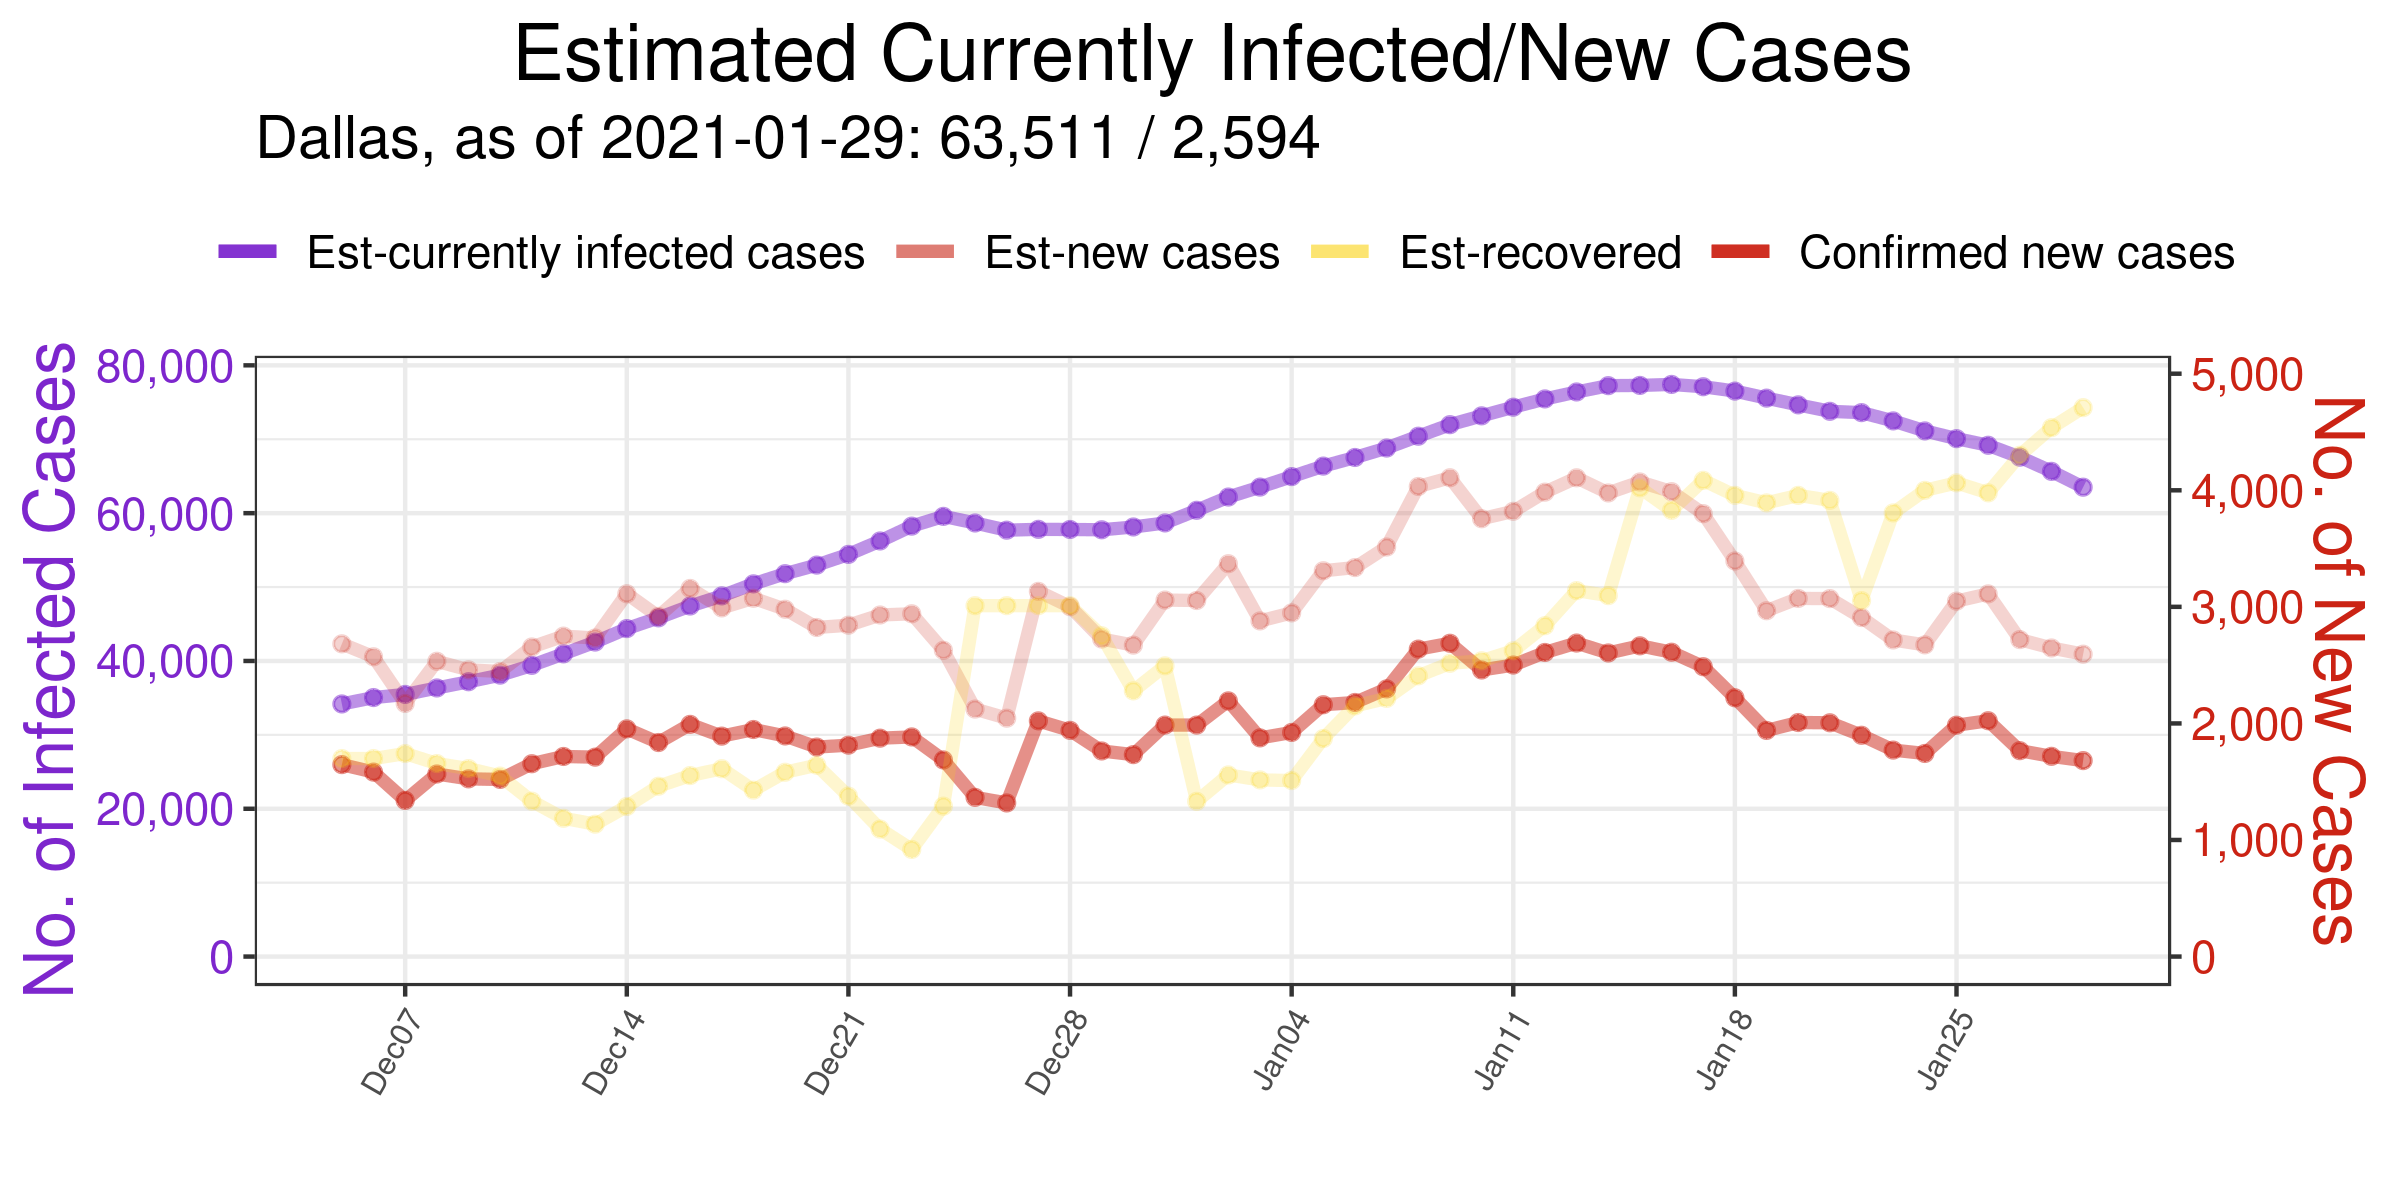 Estimated Currently Infected/New Cases
Dallas, as of 2021-01-29: 63,511 / 2,594
Est-currently infected cases Est-new cases Est-recovered Confirmed new cases
No. of Infected Cases
80,000
60,000
40,000
20,000
0
5,000
4,000
3,000
2,000
1,000
0
No. of New Cases
Dec07 Dec14 Dec21 Dec28 Jan04 Jan11 Jan18 Jan25